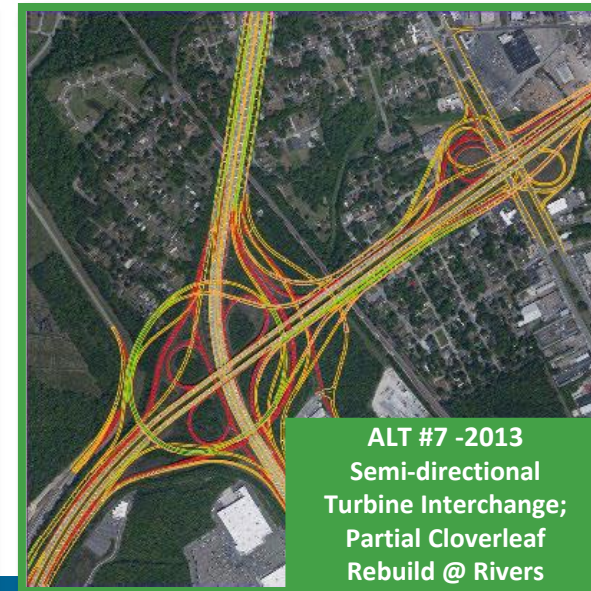 ALT #7 -2013
Semi-directional
Turbine Interchange;
Partial Cloverleaf
Rebuild @ Rivers